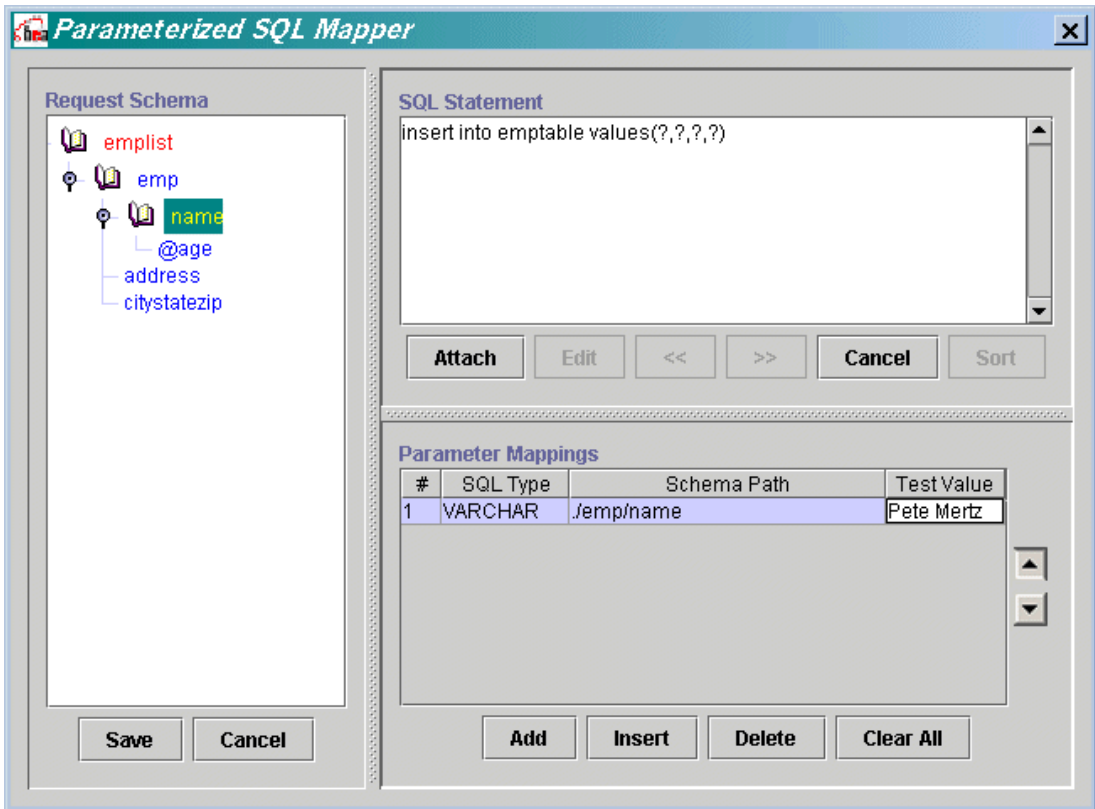 Parameterized SQL Mapper
Request Schema
emplist
emp
name
@age
address
citystatezip
Save
Cancel
SQL Statement
insert into emptable values(?,?,?,?)
Attach
Edit
<<
>>
Cancel
Sort
Parameter Mappings
# SQL Type Schema Path Test Value
1 VARCHAR ./emp/name Pete Mertz
Add
Insert
Delete
Clear All